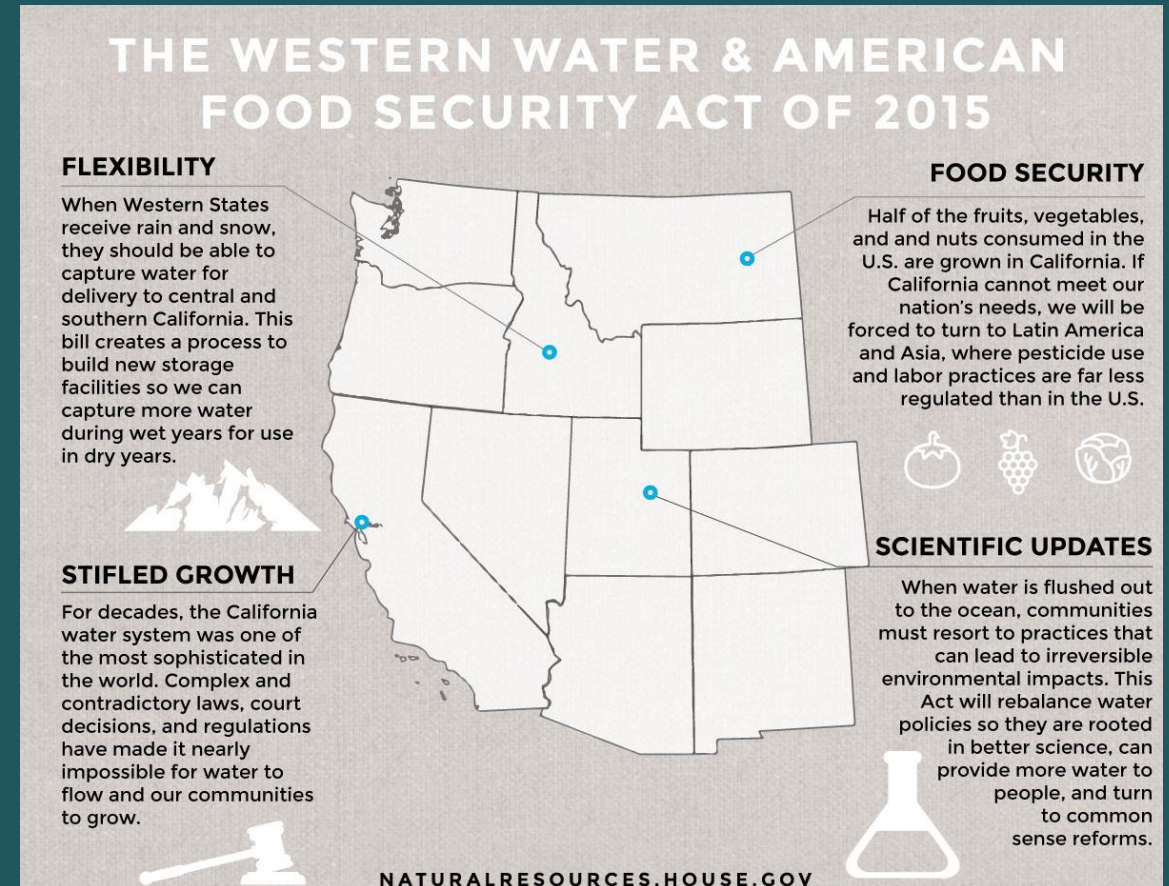 THE WESTERN WATER & AMERICAN
FOOD SECURITY ACT OF 2015
FLEXIBILITY
When Western States
receive rain and snow,
they should be able to
capture water for
delivery to central and
southern California. This
bill creates a process to
build new storage
facilities so we can
capture more water
during wet years for use
in dry years.
FOOD SECURITY
Half of the fruits, vegetables,
and and nuts consumed in the
U.S. are grown in California. If
California cannot meet our
nation's needs, we will be
forced to turn to Latin America
and Asia, where pesticide use
and labor practices are far less
regulated than in the U.S.
STIFLED GROWTH
For decades, the California
water system was one of
the most sophisticated in
the world. Complex and
contradictory laws, court
decisions, and regulations
have made it nearly
impossible for water to
flow and our communities
to grow.
SCIENTIFIC UPDATES
When water is flushed out
to the ocean, communities
must resort to practices that
can lead to irreversible
environmental impacts. This
Act will rebalance water
policies so they are rooted
in better science, can
provide more water to
people, and turn
to common
sense reforms.
NATURALRESOURCES.HOUSE.GOV